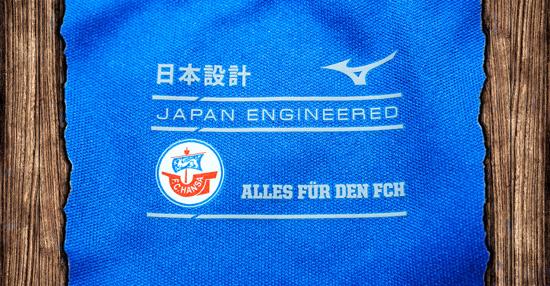 日本設計
JAPAN ENGINEERED
F.C. HANSA
ALLES FÜR DEN FCH